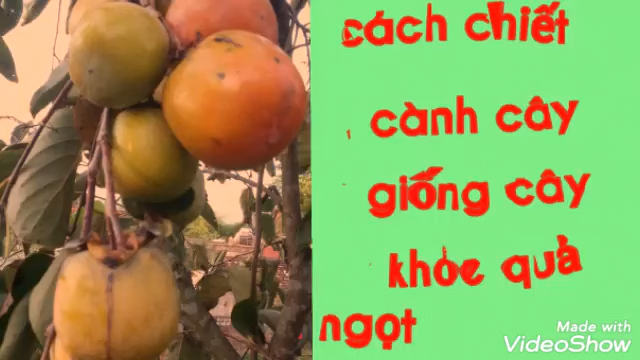 cách chiết
cành cây
giống cây
khỏe quả
ngọt
Made with
VideoShow